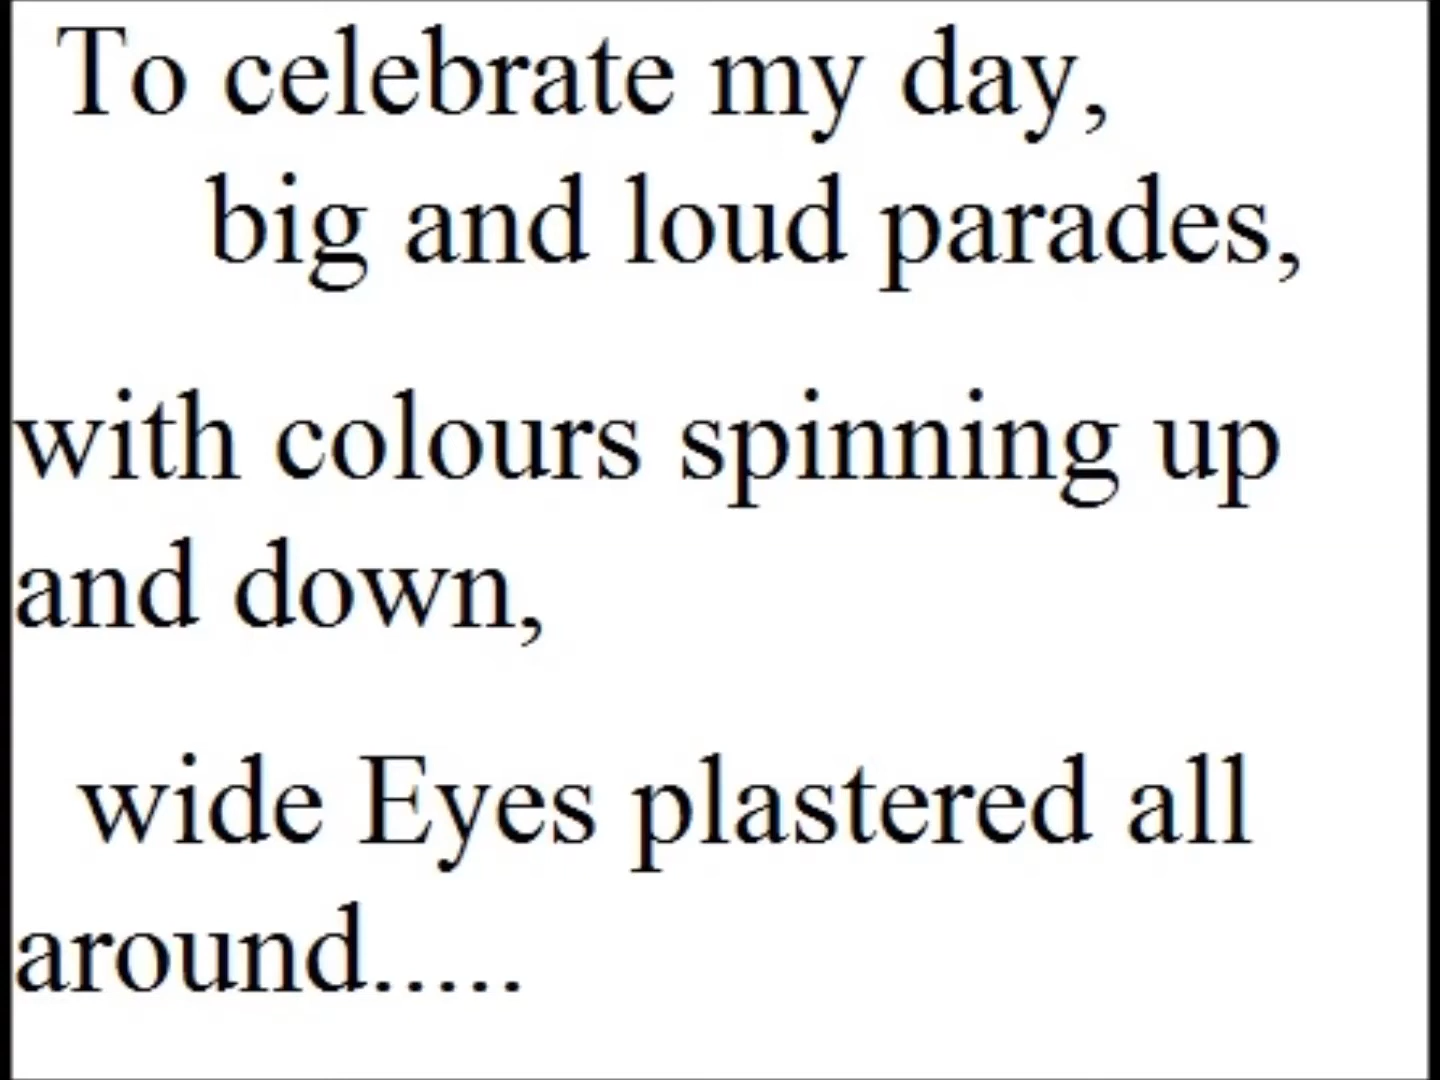 To celebrate my day,
big and loud parades,
with colours spinning up
and down,
wide Eyes plastered all
around.....